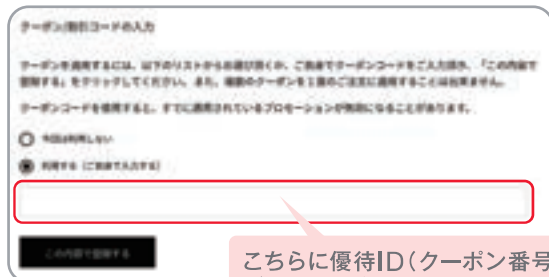 クーポン/割引コードの入力
クーポンを適用するには、以下のリストからお選び頂くか、ご自身でクーポンコードをご入力頂き、「この内容で
登録する」をクリックしてください。また、複数のクーポンを1度のご注文に適用することは出来ません。
クーポンコードを使用すると、すでに適用されているプロモーションが無効になることがあります。
今回は利用しない
利用する（ご自身で入力する）
この内容で登録する
こちらに優待ID（クーポン番号